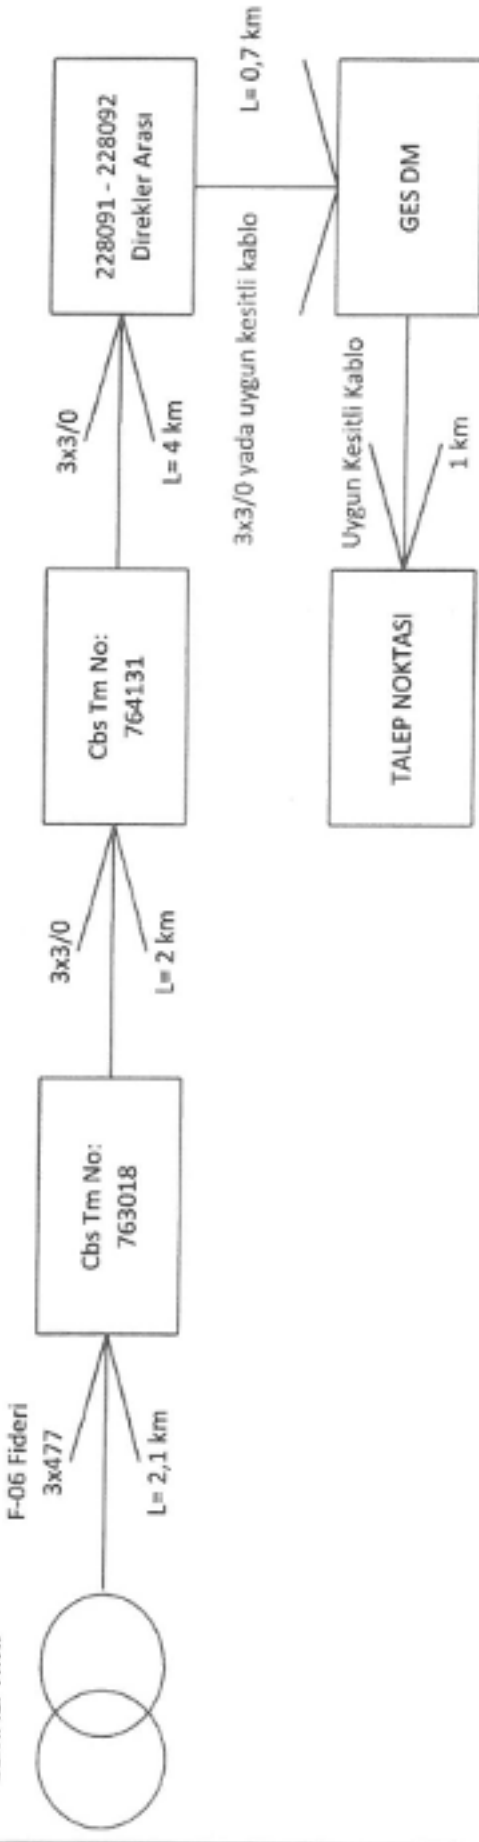 F-06 Fideri
3x477
L= 2,1 km
Cbs Tm No:
763018
3x3/0
L= 2 km
Cbs Tm No:
764131
3x3/0
L= 4 km
228091 - 228092
Direkler Arası
3x3/0 yada uygun kesitli kablo
L= 0,7 km
GES DM
Uygun Kesitli Kablo
1 km
TALEP NOKTASI